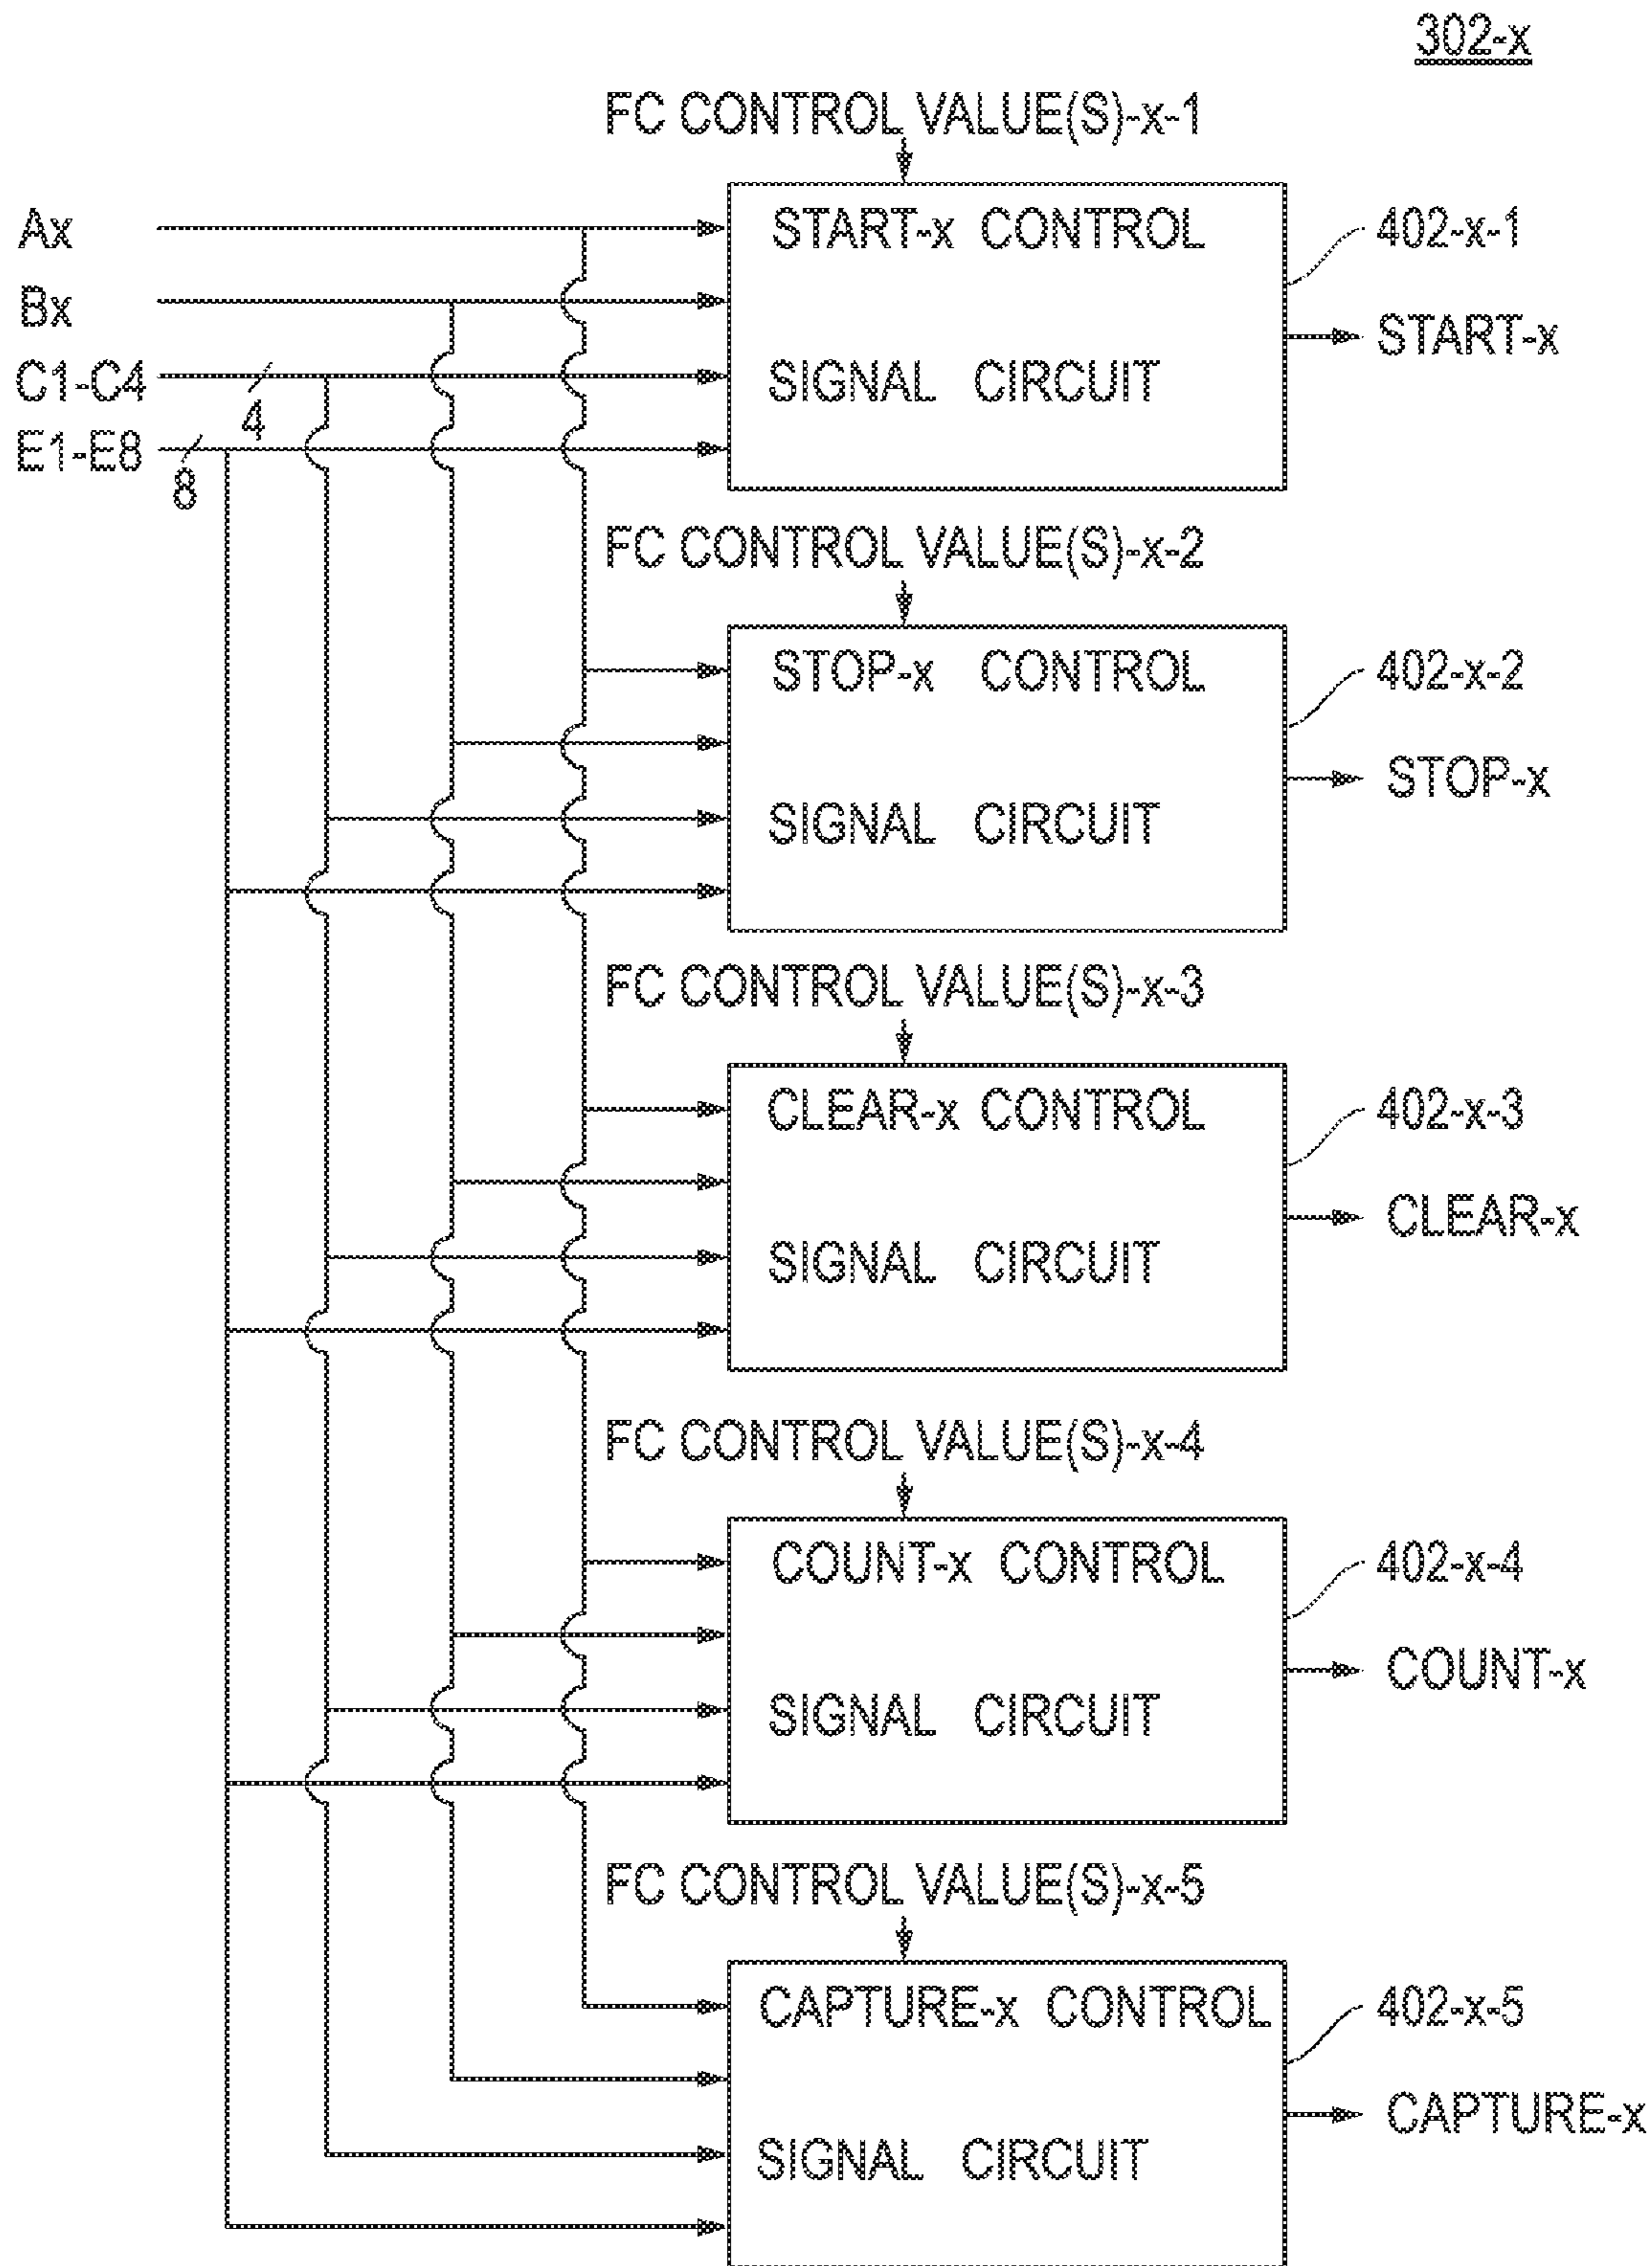 302-x
FC CONTROL VALUE(S)-x-1
Ax
START-x CONTROL
402-x-1
Bx
START-x
C1-C4
4
SIGNAL CIRCUIT
E1-E8
8
FC CONTROL VALUE(S)-x-2
STOP-x CONTROL
402-x-2
STOP-x
SIGNAL CIRCUIT
FC CONTROL VALUE(S)-x-3
CLEAR-x CONTROL
402-x-3
CLEAR-x
SIGNAL CIRCUIT
FC CONTROL VALUE(S)-x-4
COUNT-x CONTROL
402-x-4
COUNT-x
SIGNAL CIRCUIT
FC CONTROL VALUE(S)-x-5
CAPTURE-x CONTROL
402-x-5
CAPTURE-x
SIGNAL CIRCUIT